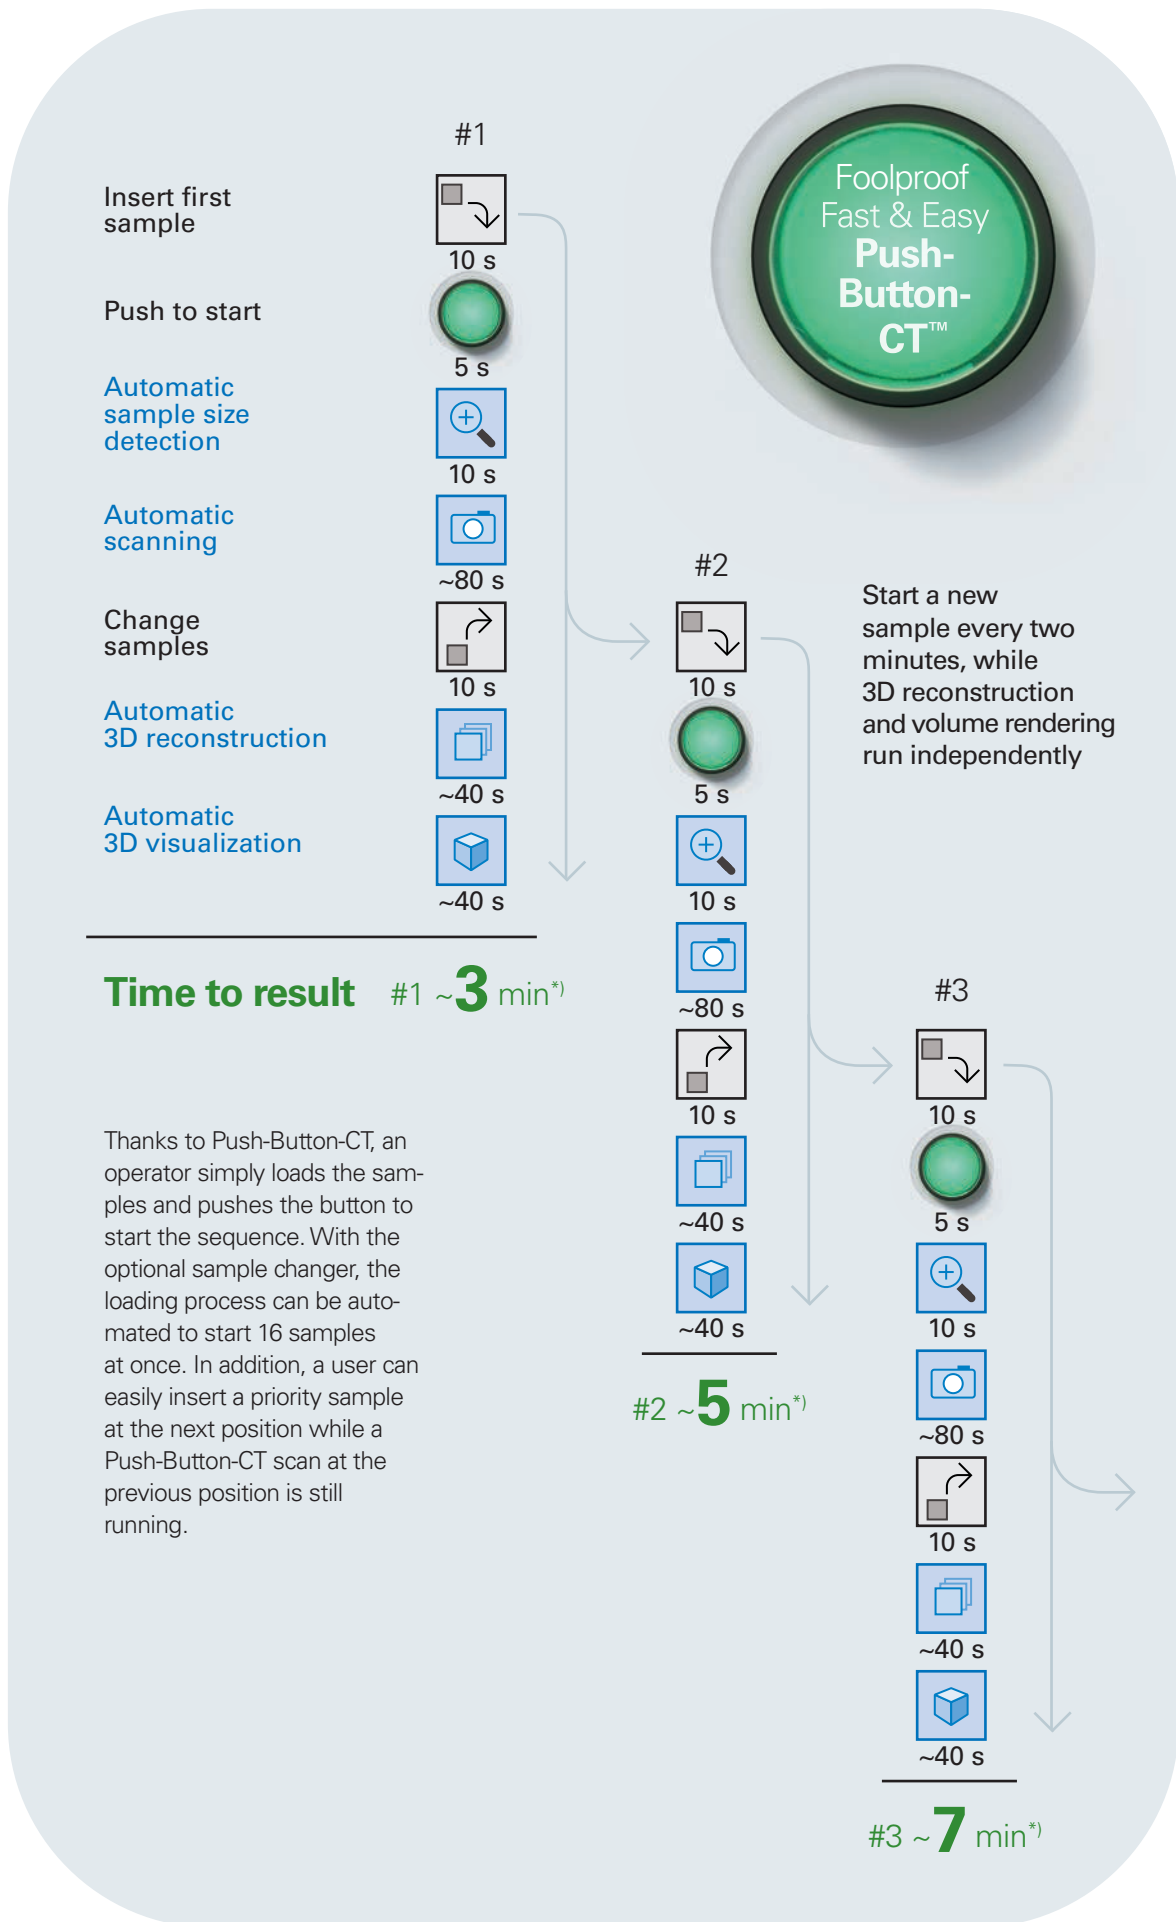 #1
Insert first
sample
10 s
Push to start
5 s
Automatic
sample size
detection
10 s
Automatic
scanning
~80 s
Change
samples
10 s
Automatic
3D reconstruction
~40 s
Automatic
3D visualization
~40 s
Time to result #1 ~3 min*)
Foolproof
Fast & Easy
Push-
Button-
CT™
#2
10 s
5 s
10 s
~80 s
10 s
~40 s
~40 s
#2 ~5 min*)
Start a new
sample every two
minutes, while
3D reconstruction
and volume rendering
run independently
#3
10 s
5 s
10 s
~80 s
10 s
~40 s
~40 s
#3 ~7 min*)
Thanks to Push-Button-CT, an
operator simply loads the sam-
ples and pushes the button to
start the sequence. With the
optional sample changer, the
loading process can be auto-
mated to start 16 samples
at once. In addition, a user can
easily insert a priority sample
at the next position while a
Push-Button-CT scan at the
previous position is still
running.